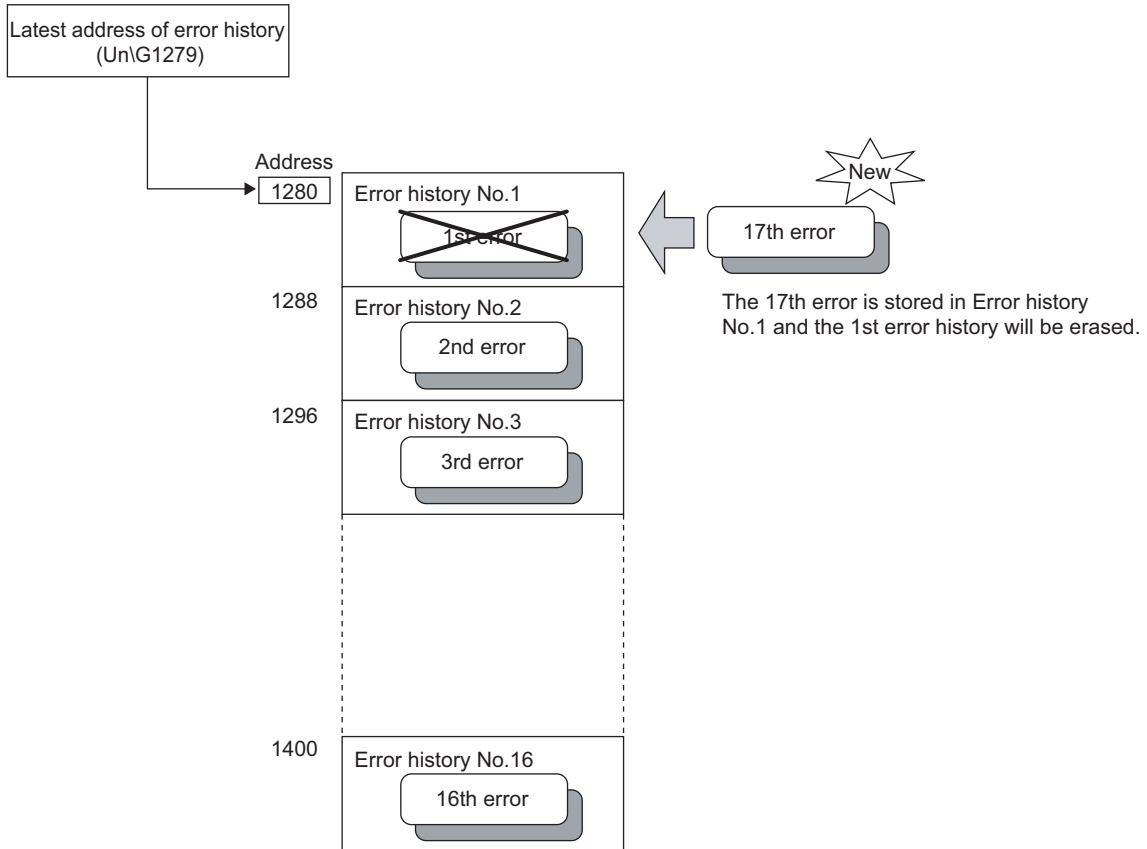 Latest address of error history
(Un\G1279)
Address
1280
Error history No.1
1st error
New
17th error
The 17th error is stored in Error history
No.1 and the 1st error history will be erased.
1288
Error history No.2
2nd error
1296
Error history No.3
3rd error
1400
Error history No.16
16th error